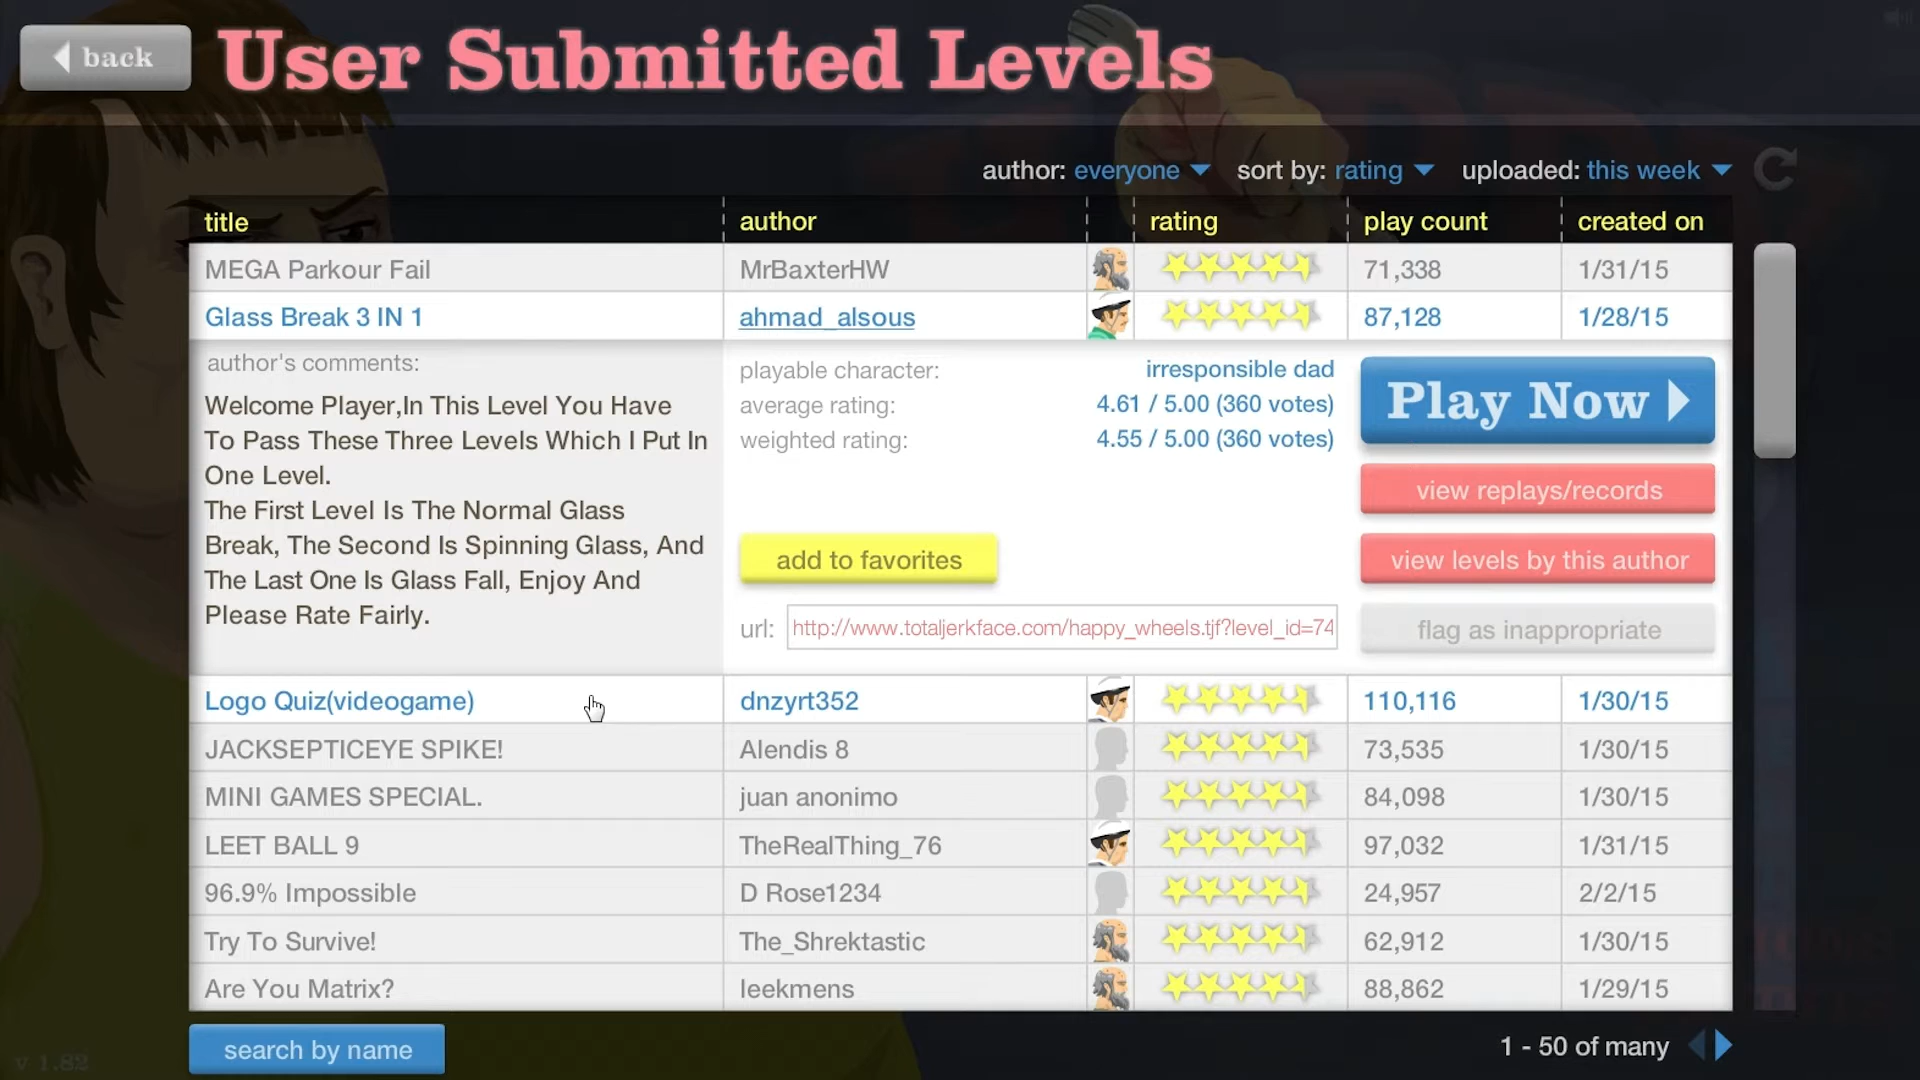 back
User Submitted Levels
author: everyone sort by: rating uploaded: this week
title author rating play count created on
MEGA Parkour Fail MrBaxterHW 71,338 1/31/15
Glass Break 3 IN 1 ahmad_alsous 87,128 1/28/15
author's comments:
Welcome Player,In This Level You Have
To Pass These Three Levels Which I Put In
One Level.
The First Level Is The Normal Glass
Break, The Second Is Spinning Glass, And
The Last One Is Glass Fall, Enjoy And
Please Rate Fairly.
playable character: irresponsible dad
average rating: 4.61 / 5.00 (360 votes)
weighted rating: 4.55 / 5.00 (360 votes)
add to favorites
url: http://www.totaljerkface.com/happy_wheels.tjf?level_id=74
Play Now
view replays/records
view levels by this author
flag as inappropriate
Logo Quiz(videogame) dnzyrt352 110,116 1/30/15
JACKSEPTICEYE SPIKE! Alendis 8 73,535 1/30/15
MINI GAMES SPECIAL. juan anonimo 84,098 1/30/15
LEET BALL 9 TheRealThing_76 97,032 1/31/15
96.9% Impossible D Rose1234 24,957 2/2/15
Try To Survive! The_Shrektastic 62,912 1/30/15
Are You Matrix? leekmens 88,862 1/29/15
search by name
1 - 50 of many
v 1.82